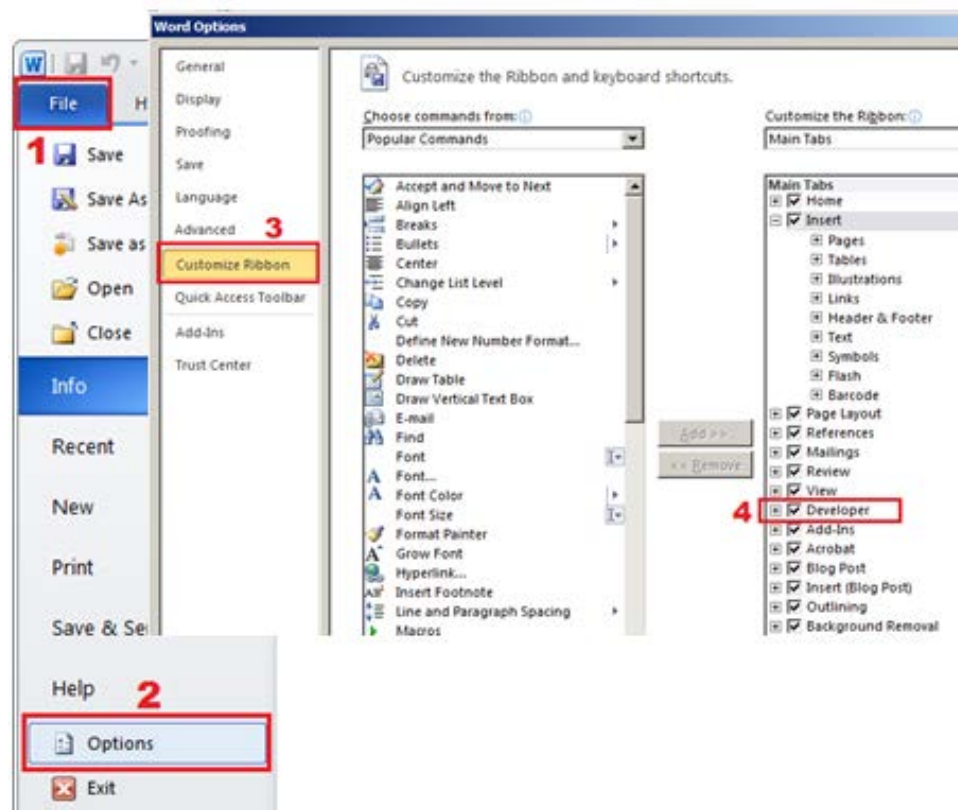 Word Options
W
File
H
1
Save
Save As
Save as
Open
Close
Info
Recent
New
Print
Save & Se
Help
2
Options
Exit
General
Display
Proofing
Save
Language
Advanced
3
Customize Ribbon
Quick Access Toolbar
Add-Ins
Trust Center
Customize the Ribbon and keyboard shortcuts.
Choose commands from:
Popular Commands
Accept and Move to Next
Align Left
Breaks
Bullets
Center
Change List Level
Copy
Cut
Define New Number Format...
Delete
Draw Table
Draw Vertical Text Box
E-mail
Find
Font
Font...
Font Color
Font Size
Format Painter
Grow Font
Hyperlink...
Insert Footnote
Line and Paragraph Spacing
Macros
Add >>
<< Remove
Customize the Ribbon:
Main Tabs
Main Tabs
Home
Insert
Pages
Tables
Illustrations
Links
Header & Footer
Text
Symbols
Flash
Barcode
Page Layout
References
Mailings
Review
View
4
Developer
Add-Ins
Acrobat
Blog Post
Insert (Blog Post)
Outlining
Background Removal